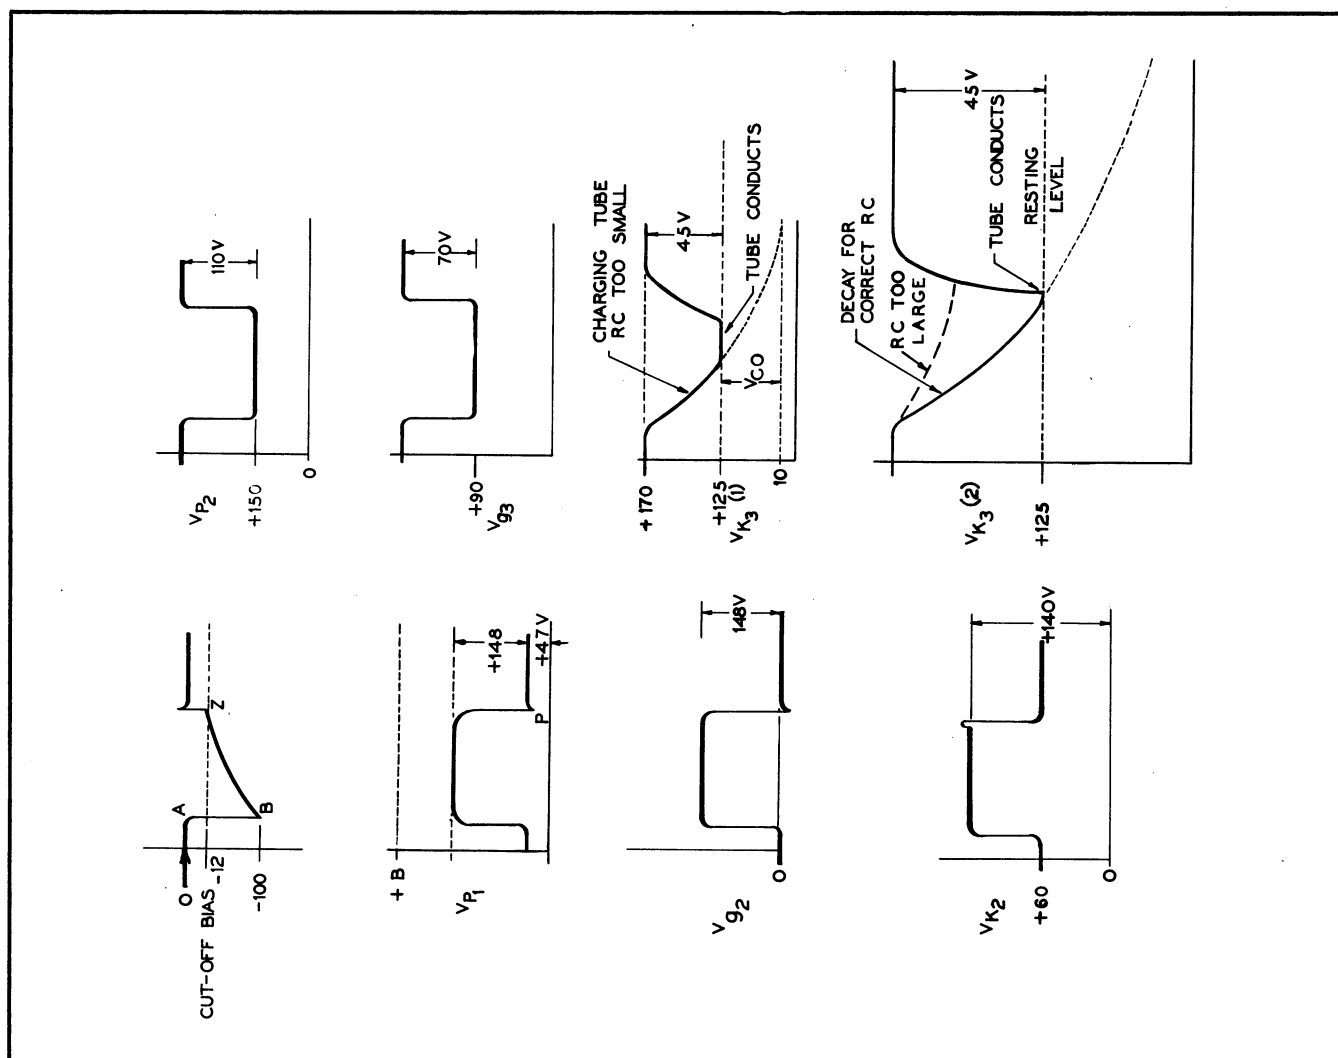 CUT-OFF BIAS
0
-12
-100
A
B
Z
+B
VP1
+148
+47V
P
Vg2
0
148V
VK2
+60
0
+140V
VP2
+150
0
110V
Vg3
+90
70V
+170
+125
VK3 (1)
10
CHARGING TUBE
RC TOO SMALL
45V
TUBE CONDUCTS
VCO
VK3 (2)
+125
DECAY FOR
CORRECT RC
RC TOO
LARGE
45V
TUBE CONDUCTS
RESTING
LEVEL